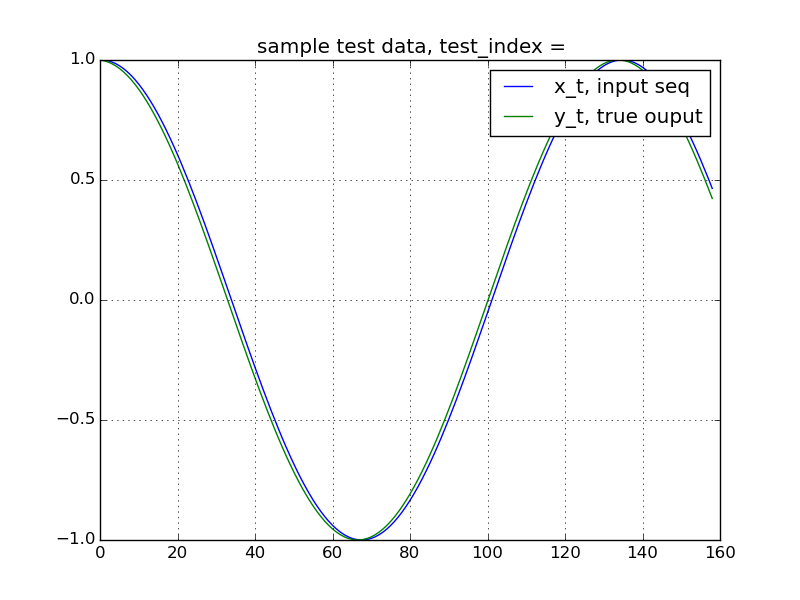 sample test data, test_index =
x_t, input seq
y_t, true ouput
1.0
0.5
0.0
−0.5
−1.0
0 20 40 60 80 100 120 140 160